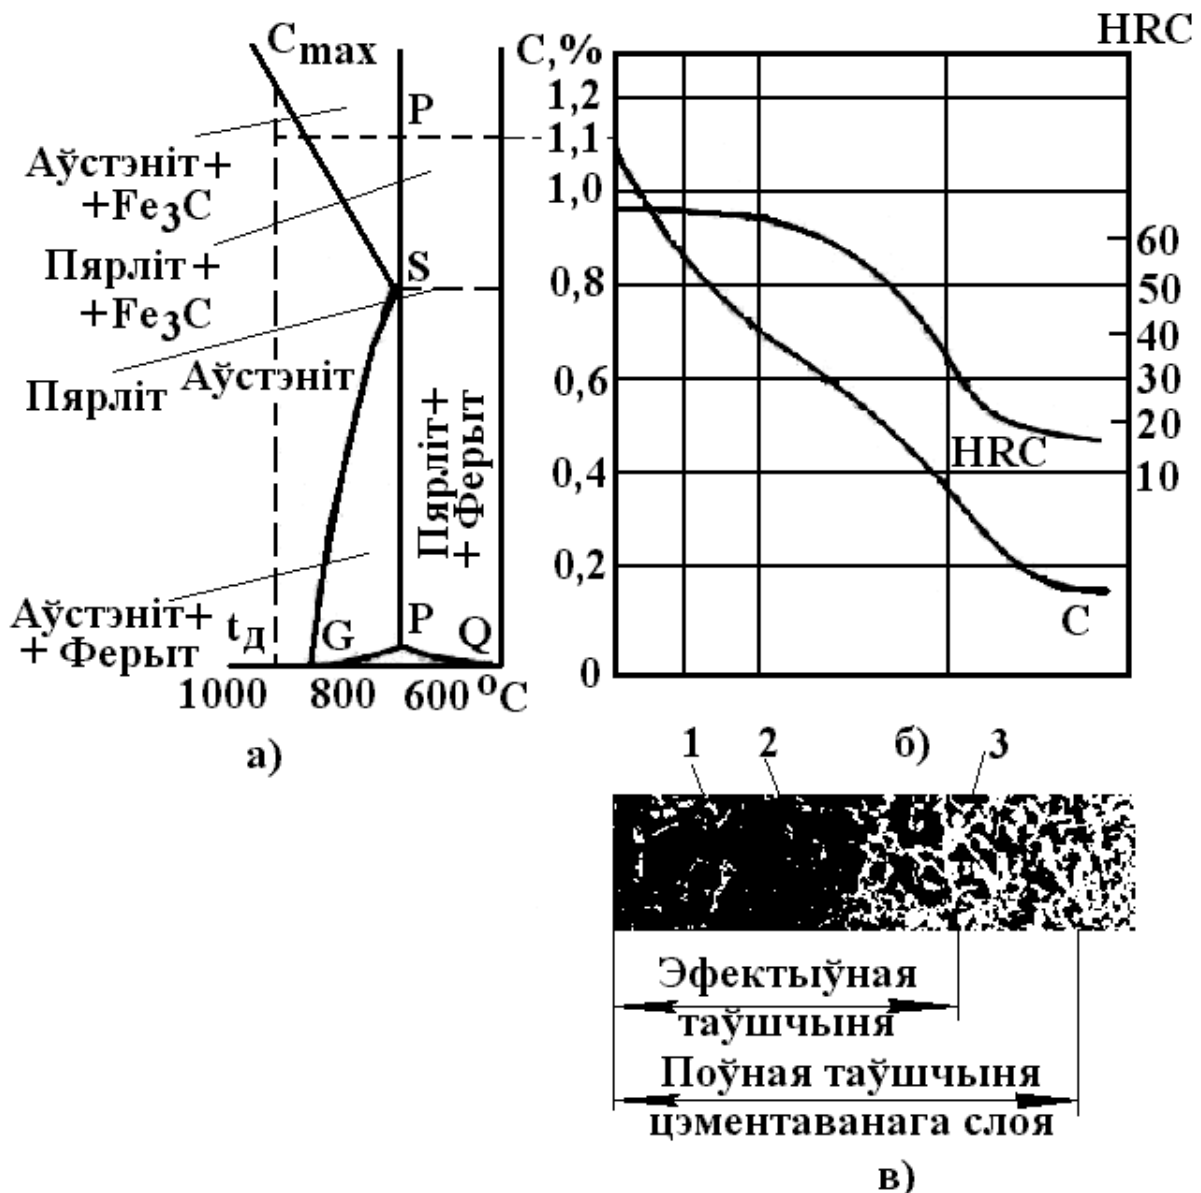 Cmax
P
Аўстэніт+
+Fe3C
Пярліт+
+Fe3C
S
Пярліт
Аўстэніт
Пярліт+
+ Ферыт
Аўстэніт+
+ Ферыт
tд
G
P
Q
1000 800 600 °C
а)
C,%
1,2
1,1
1,0
0,8
0,6
0,4
0,2
0
HRC
60
50
40
30
20
10
HRC
C
б)
1 2 3
Эфектыўная
таўшчыня
Поўная таўшчыня
цэментаванага слоя
в)